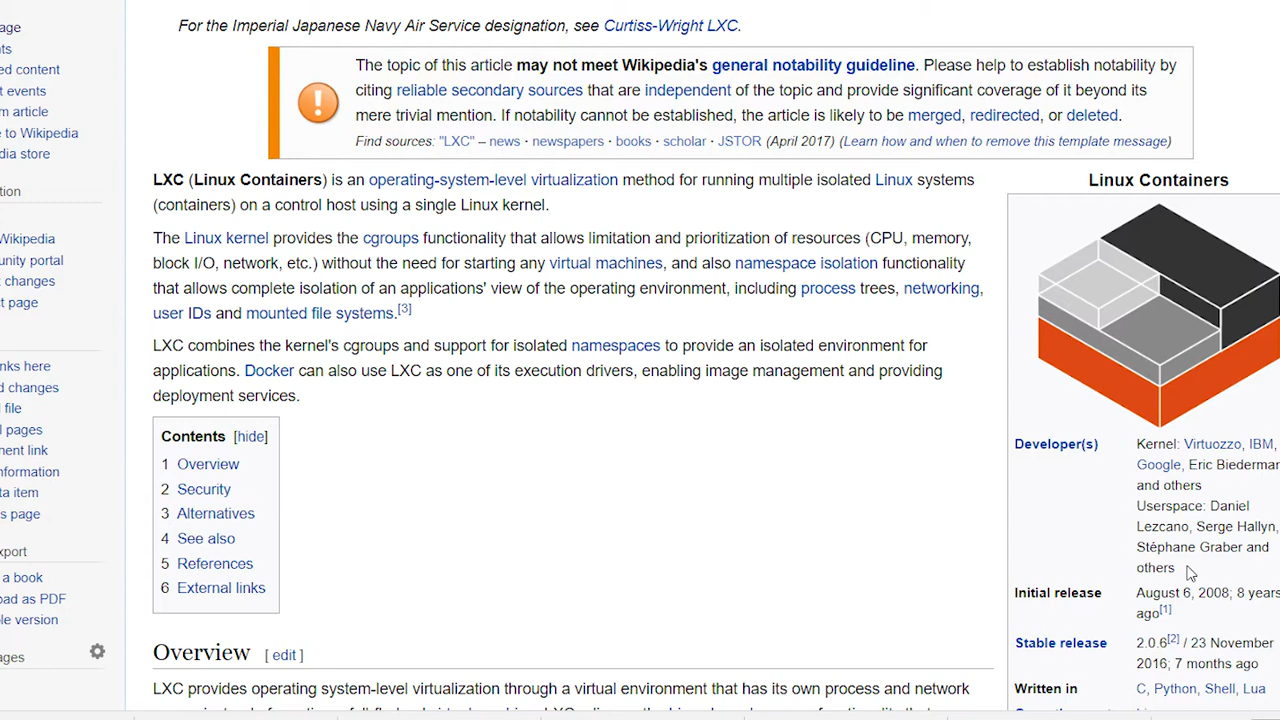 For the Imperial Japanese Navy Air Service designation, see Curtiss-Wright LXC.
The topic of this article may not meet Wikipedia's general notability guideline. Please help to establish notability by
citing reliable secondary sources that are independent of the topic and provide significant coverage of it beyond its
mere trivial mention. If notability cannot be established, the article is likely to be merged, redirected, or deleted.
Find sources: "LXC" – news · newspapers · books · scholar · JSTOR (April 2017) (Learn how and when to remove this template message)
LXC (Linux Containers) is an operating-system-level virtualization method for running multiple isolated Linux systems
(containers) on a control host using a single Linux kernel.
The Linux kernel provides the cgroups functionality that allows limitation and prioritization of resources (CPU, memory,
block I/O, network, etc.) without the need for starting any virtual machines, and also namespace isolation functionality
that allows complete isolation of an applications' view of the operating environment, including process trees, networking,
user IDs and mounted file systems.[3]
LXC combines the kernel's cgroups and support for isolated namespaces to provide an isolated environment for
applications. Docker can also use LXC as one of its execution drivers, enabling image management and providing
deployment services.
Contents [hide]
1 Overview
2 Security
3 Alternatives
4 See also
5 References
6 External links
Overview [ edit ]
LXC provides operating system-level virtualization through a virtual environment that has its own process and network
Linux Containers
Developer(s) Kernel: Virtuozzo, IBM,
Google, Eric Biederman
and others
Userspace: Daniel
Lezcano, Serge Hallyn,
Stéphane Graber and
others
Initial release August 6, 2008; 8 years
ago[1]
Stable release 2.0.6[2] / 23 November
2016; 7 months ago
Written in C, Python, Shell, Lua
age
ts
ed content
t events
m article
e to Wikipedia
dia store
tion
Wikipedia
unity portal
t changes
t page
nks here
d changes
l file
l pages
nent link
nformation
ta item
s page
xport
a book
oad as PDF
le version
ages